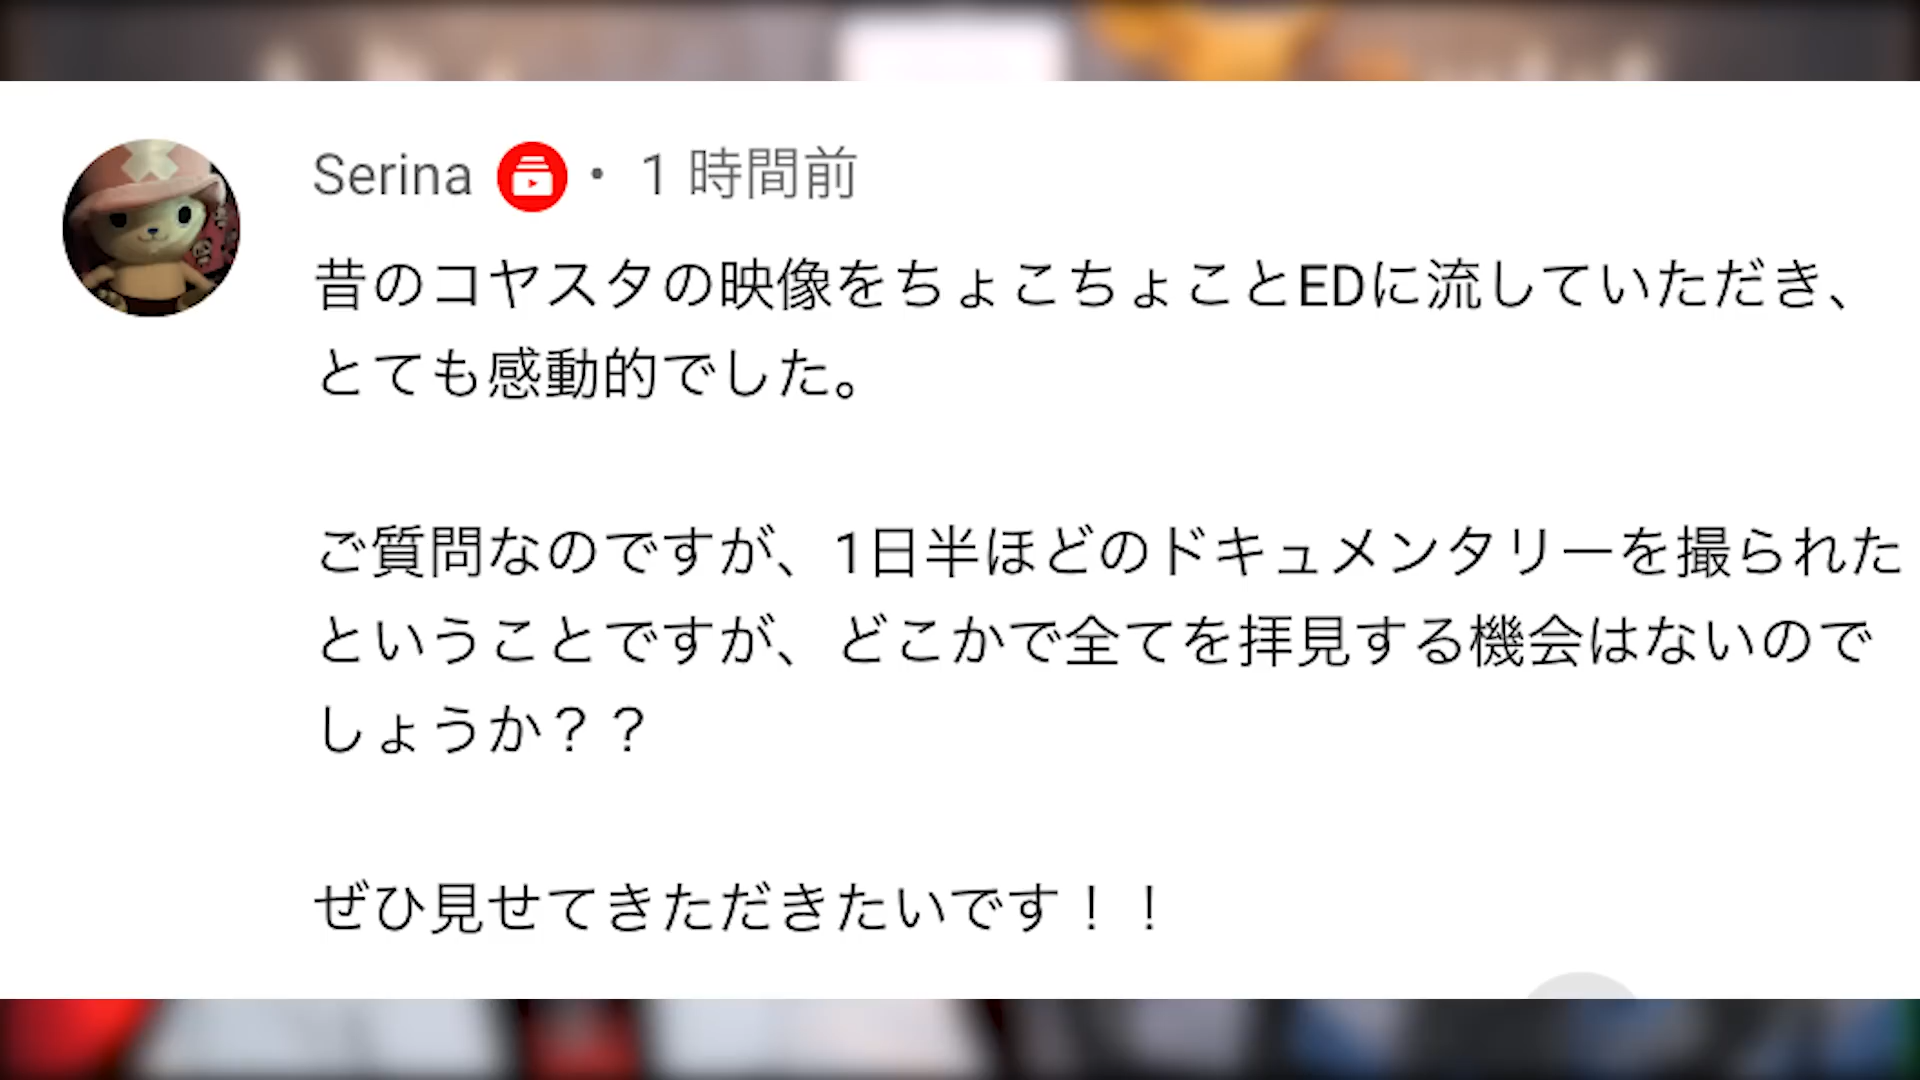 Serina ・ 1 時間前
昔のコヤスタの映像をちょこちょことEDに流していただき、
とても感動的でした。
ご質問なのですが、1日半ほどのドキュメンタリーを撮られた
ということですが、どこかで全てを拝見する機会はないので
しょうか？？
ぜひ見せてきただきたいです！！